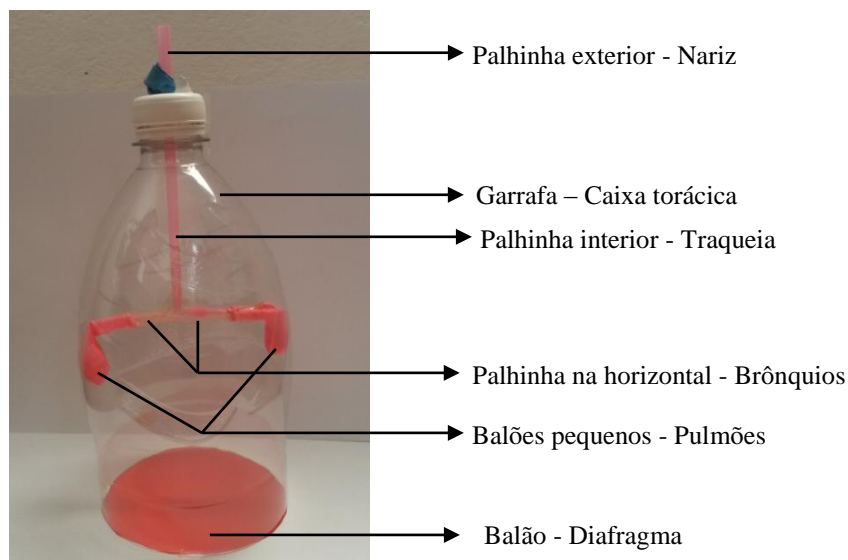 Palhinha exterior - Nariz
Garrafa – Caixa torácica
Palhinha interior - Traqueia
Palhinha na horizontal - Brônquios
Balões pequenos - Pulmões
Balão - Diafragma